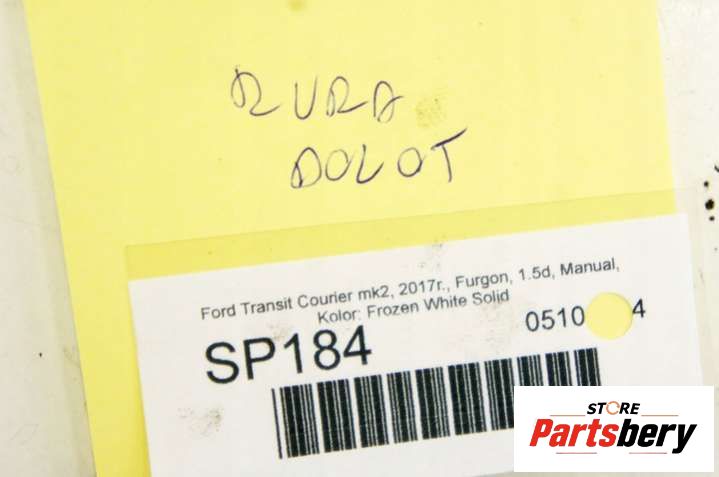 RURA
DOLOT
Ford Transit Courier mk2, 2017r., Furgon, 1.5d, Manual,
Kolor: Frozen White Solid
SP184
0510 4
STORE
Partsbery